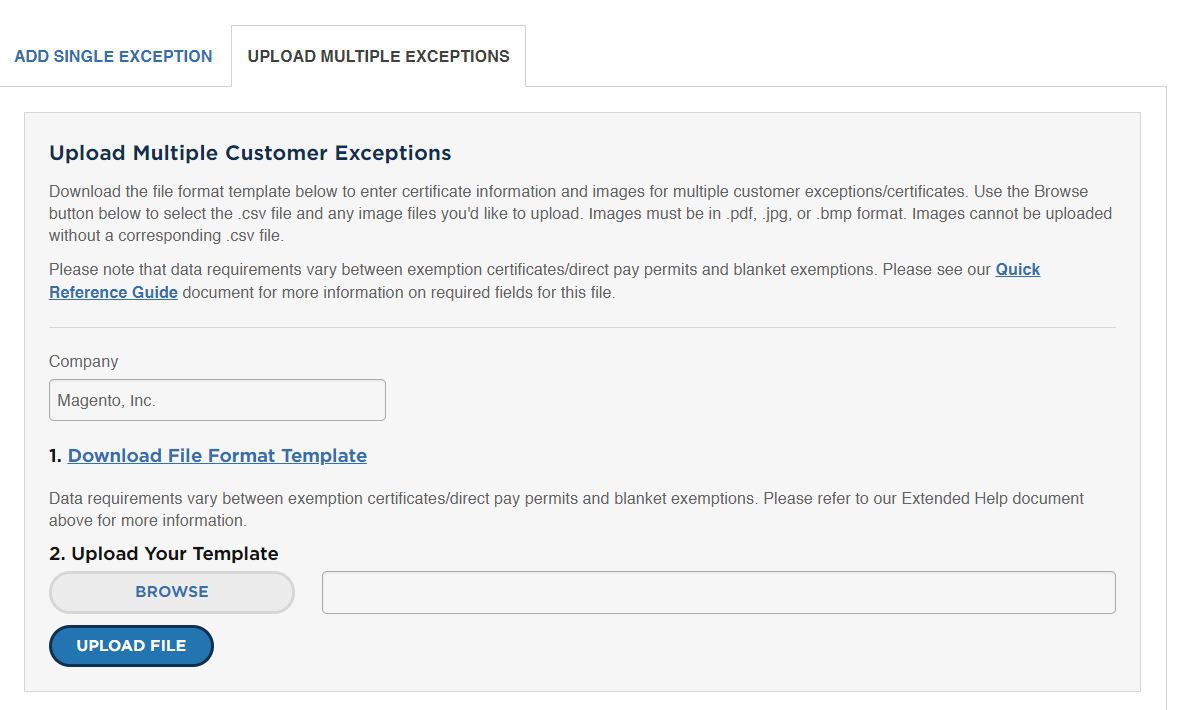 ADD SINGLE EXCEPTION
UPLOAD MULTIPLE EXCEPTIONS
Upload Multiple Customer Exceptions
Download the file format template below to enter certificate information and images for multiple customer exceptions/certificates. Use the Browse
button below to select the .csv file and any image files you'd like to upload. Images must be in .pdf, .jpg, or .bmp format. Images cannot be uploaded
without a corresponding .csv file.
Please note that data requirements vary between exemption certificates/direct pay permits and blanket exemptions. Please see our Quick
Reference Guide document for more information on required fields for this file.
Company
Magento, Inc.
1. Download File Format Template
Data requirements vary between exemption certificates/direct pay permits and blanket exemptions. Please refer to our Extended Help document
above for more information.
2. Upload Your Template
BROWSE
UPLOAD FILE